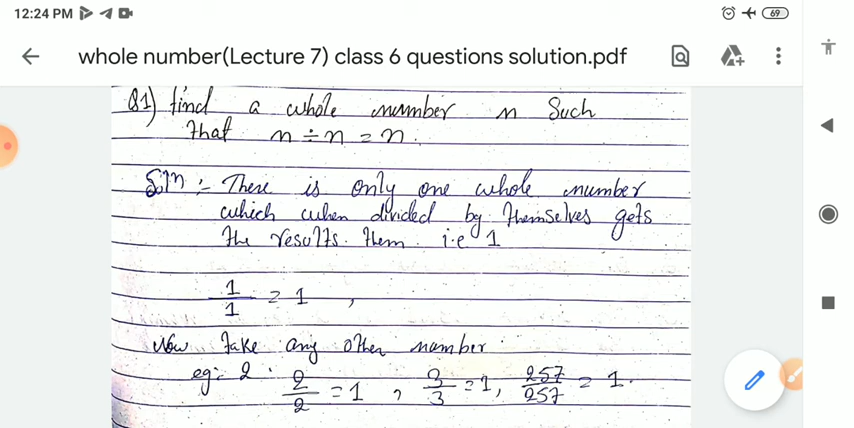 12:24 PM
69
whole number(Lecture 7) class 6 questions solution.pdf
Q1) find a whole number n Such
that n ÷ n = n.
Soln :- There is only one whole number
which when divided by themselves gets
the results them i.e 1
1/1 = 1 ,
Now take any other number.
eg:- 2. 2/2 = 1 , 3/3 = 1, 257/257 = 1.